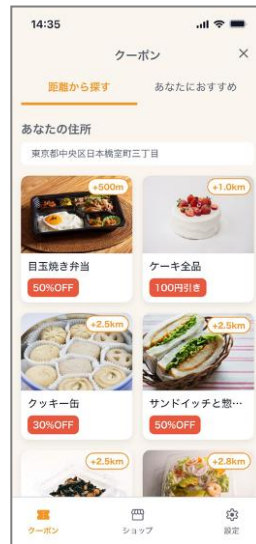 14:35
クーポン
距離から探す
あなたにおすすめ
あなたの住所
東京都中央区日本橋室町三丁目
+500m
+1.0km
目玉焼き弁当
ケーキ全品
50%OFF
100円引き
+2.5km
+2.5km
クッキー缶
サンドイッチと惣…
30%OFF
50%OFF
+2.5km
+2.8km
クーポン
ショップ
設定